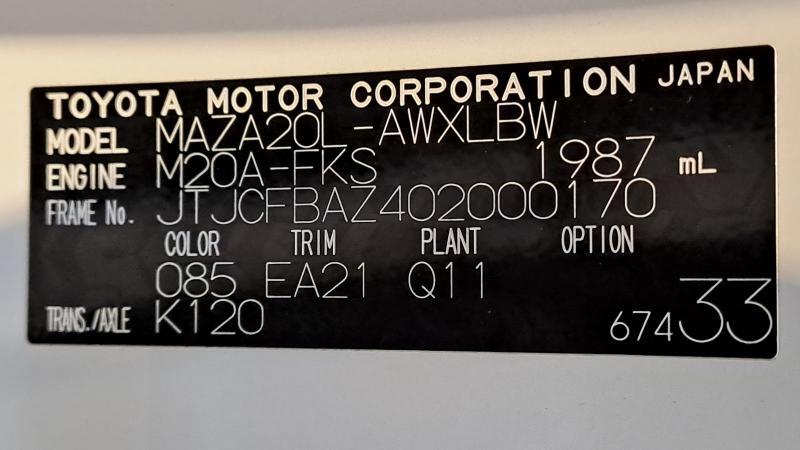 TOYOTA MOTOR CORPORATION JAPAN
MODEL MAZA20L-AWXLBW
ENGINE M20A-FKS 1987 mL
FRAME No. JTJCFBAZ402000170
COLOR TRIM PLANT OPTION
085 EA21 Q11
TRANS./AXLE K120 67433